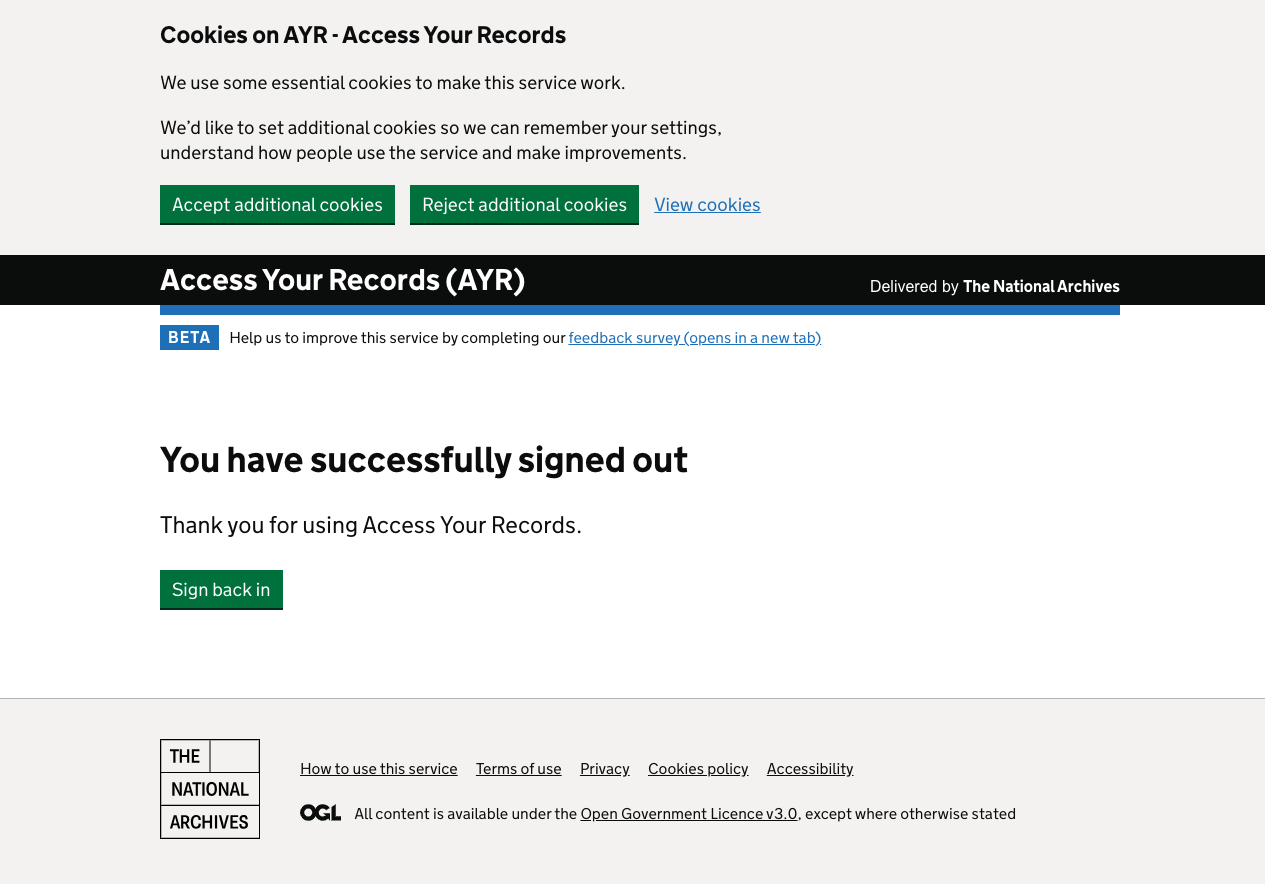 Cookies on AYR - Access Your Records
We use some essential cookies to make this service work.
We’d like to set additional cookies so we can remember your settings,
understand how people use the service and make improvements.
Accept additional cookies Reject additional cookies View cookies
Access Your Records (AYR) Delivered by The National Archives
BETA Help us to improve this service by completing our feedback survey (opens in a new tab)
You have successfully signed out
Thank you for using Access Your Records.
Sign back in
THE
NATIONAL
ARCHIVES
How to use this service Terms of use Privacy Cookies policy Accessibility
OGL All content is available under the Open Government Licence v3.0, except where otherwise stated